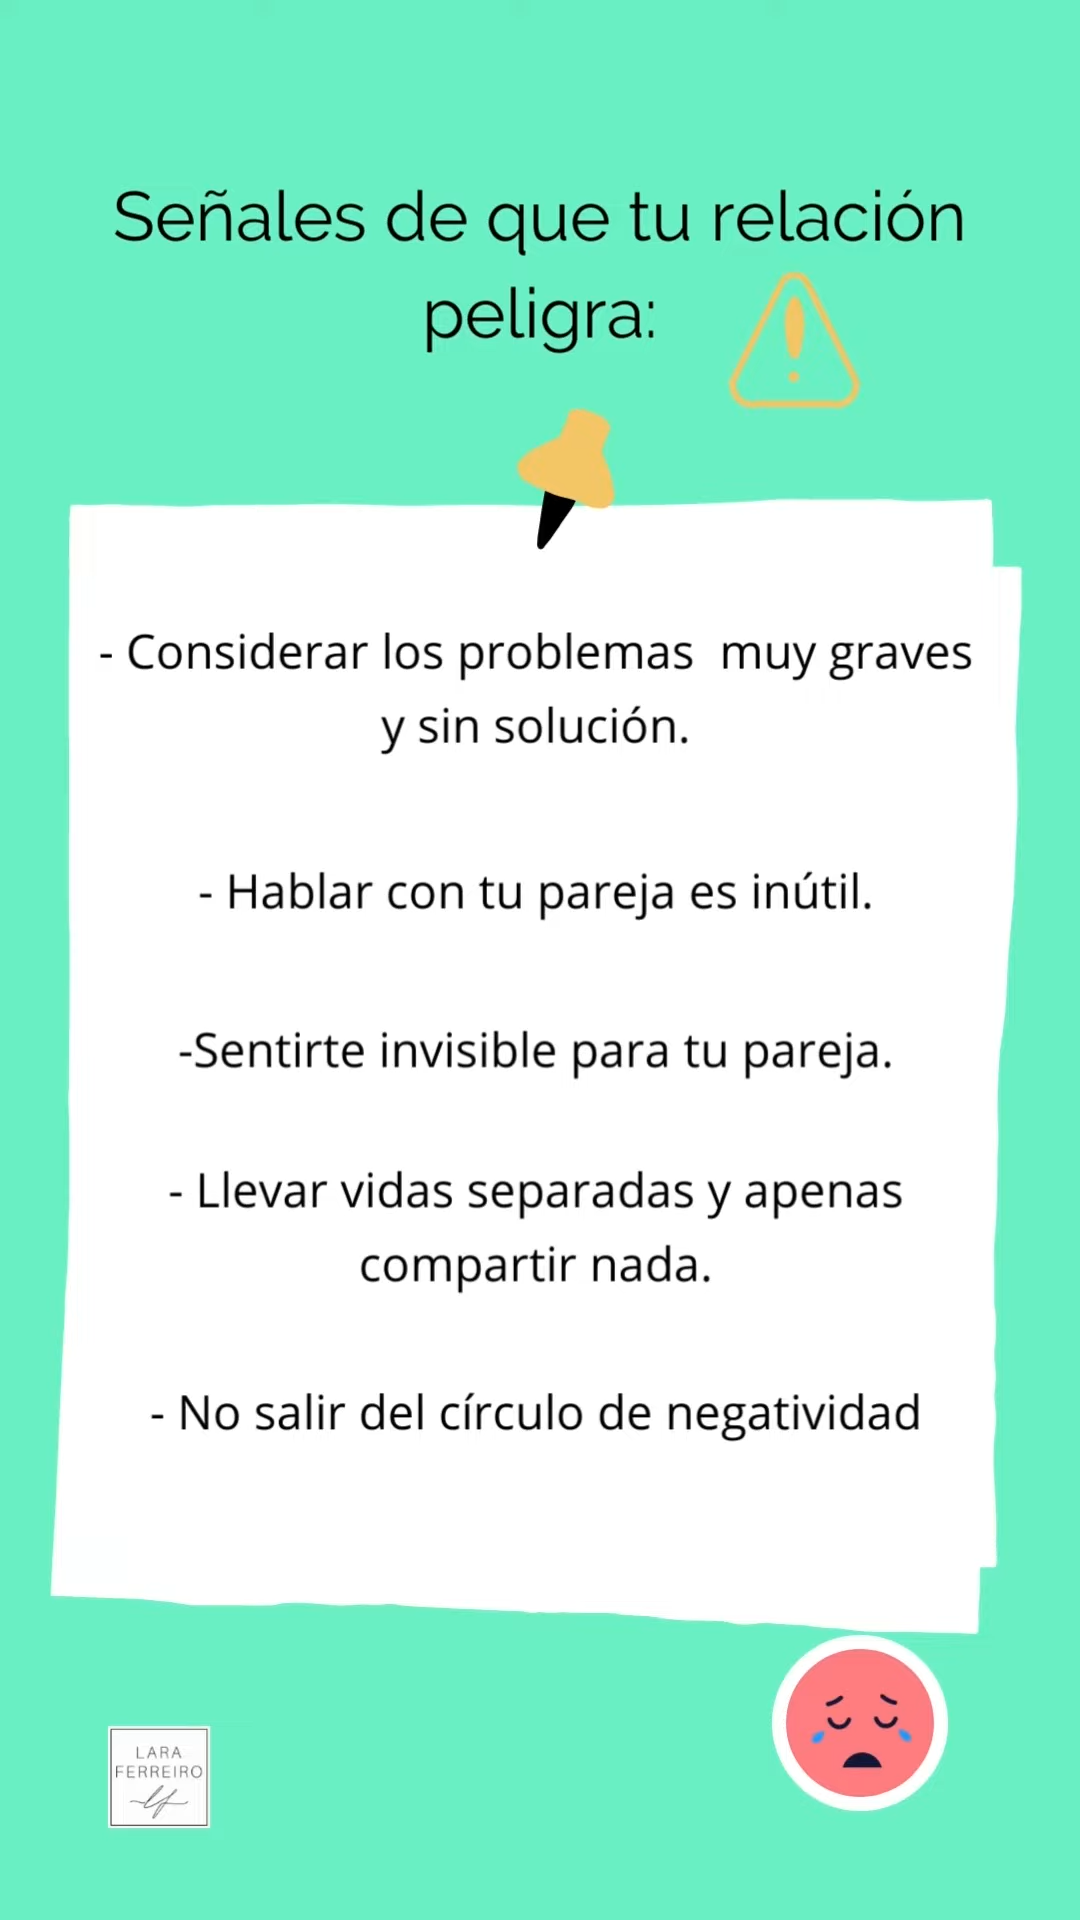 Señales de que tu relación
peligra:
- Considerar los problemas  muy graves
y sin solución.
- Hablar con tu pareja es inútil.
-Sentirte invisible para tu pareja.
- Llevar vidas separadas y apenas
compartir nada.
- No salir del círculo de negatividad
LARA
FERREIRO
lf